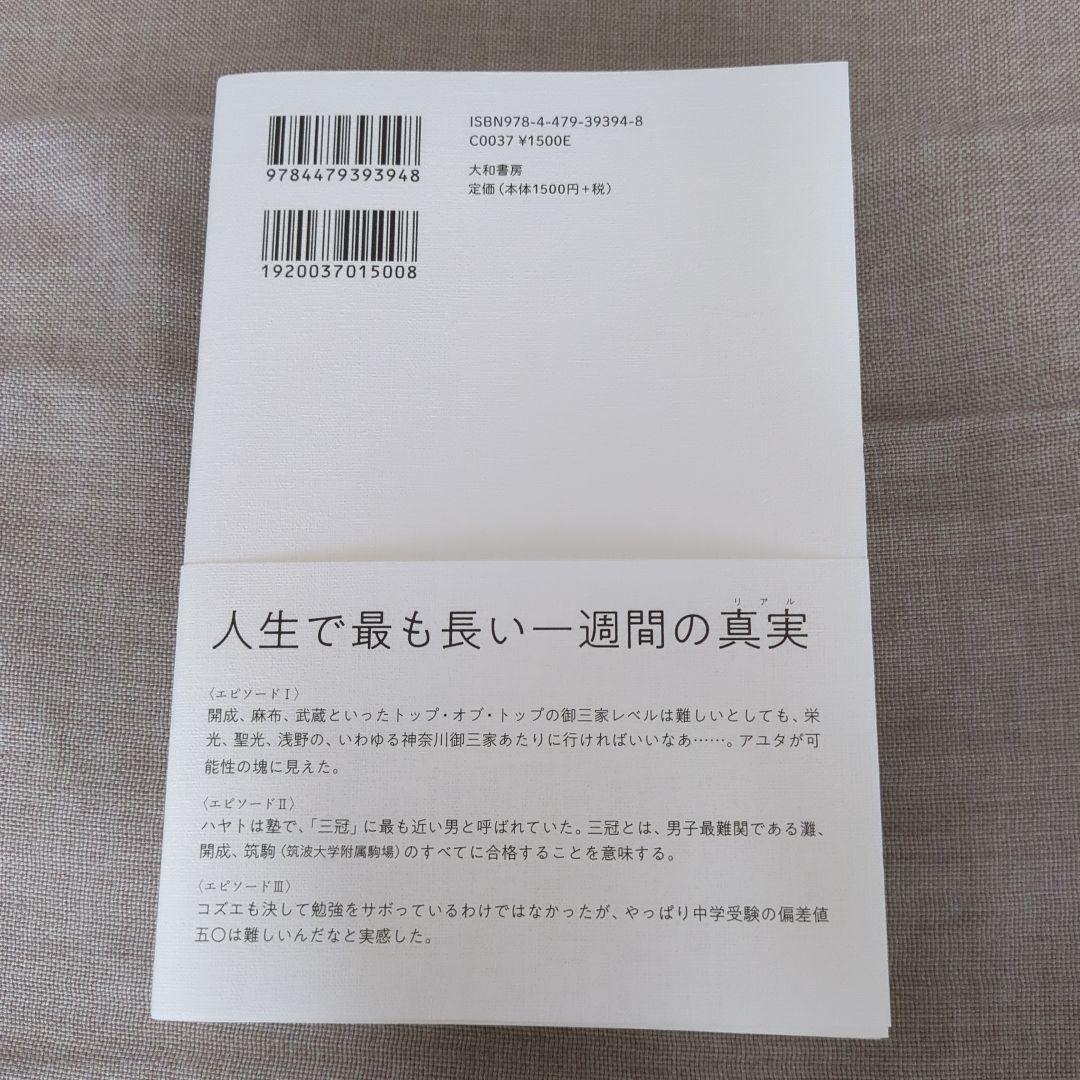 ISBN978-4-479-39394-8
C0037 ¥1500E
9784479393948
大和書房
定価（本体1500円+税）
1920037015008
人生で最も長い一週間の真実
リアル
〈エピソードⅠ〉
開成、麻布、武蔵といったトップ・オブ・トップの御三家レベルは難しいとしても、栄
光、聖光、浅野の、いわゆる神奈川御三家あたりに行ければいいなあ……。アユタが可
能性の塊に見えた。
〈エピソードⅡ〉
ハヤトは塾で、「三冠」に最も近い男と呼ばれていた。三冠とは、男子最難関である灘、
開成、筑駒（筑波大学附属駒場）のすべてに合格することを意味する。
〈エピソードⅢ〉
コズエも決して勉強をサボっているわけではなかったが、やっぱり中学受験の偏差値
五〇は難しいんだなと実感した。